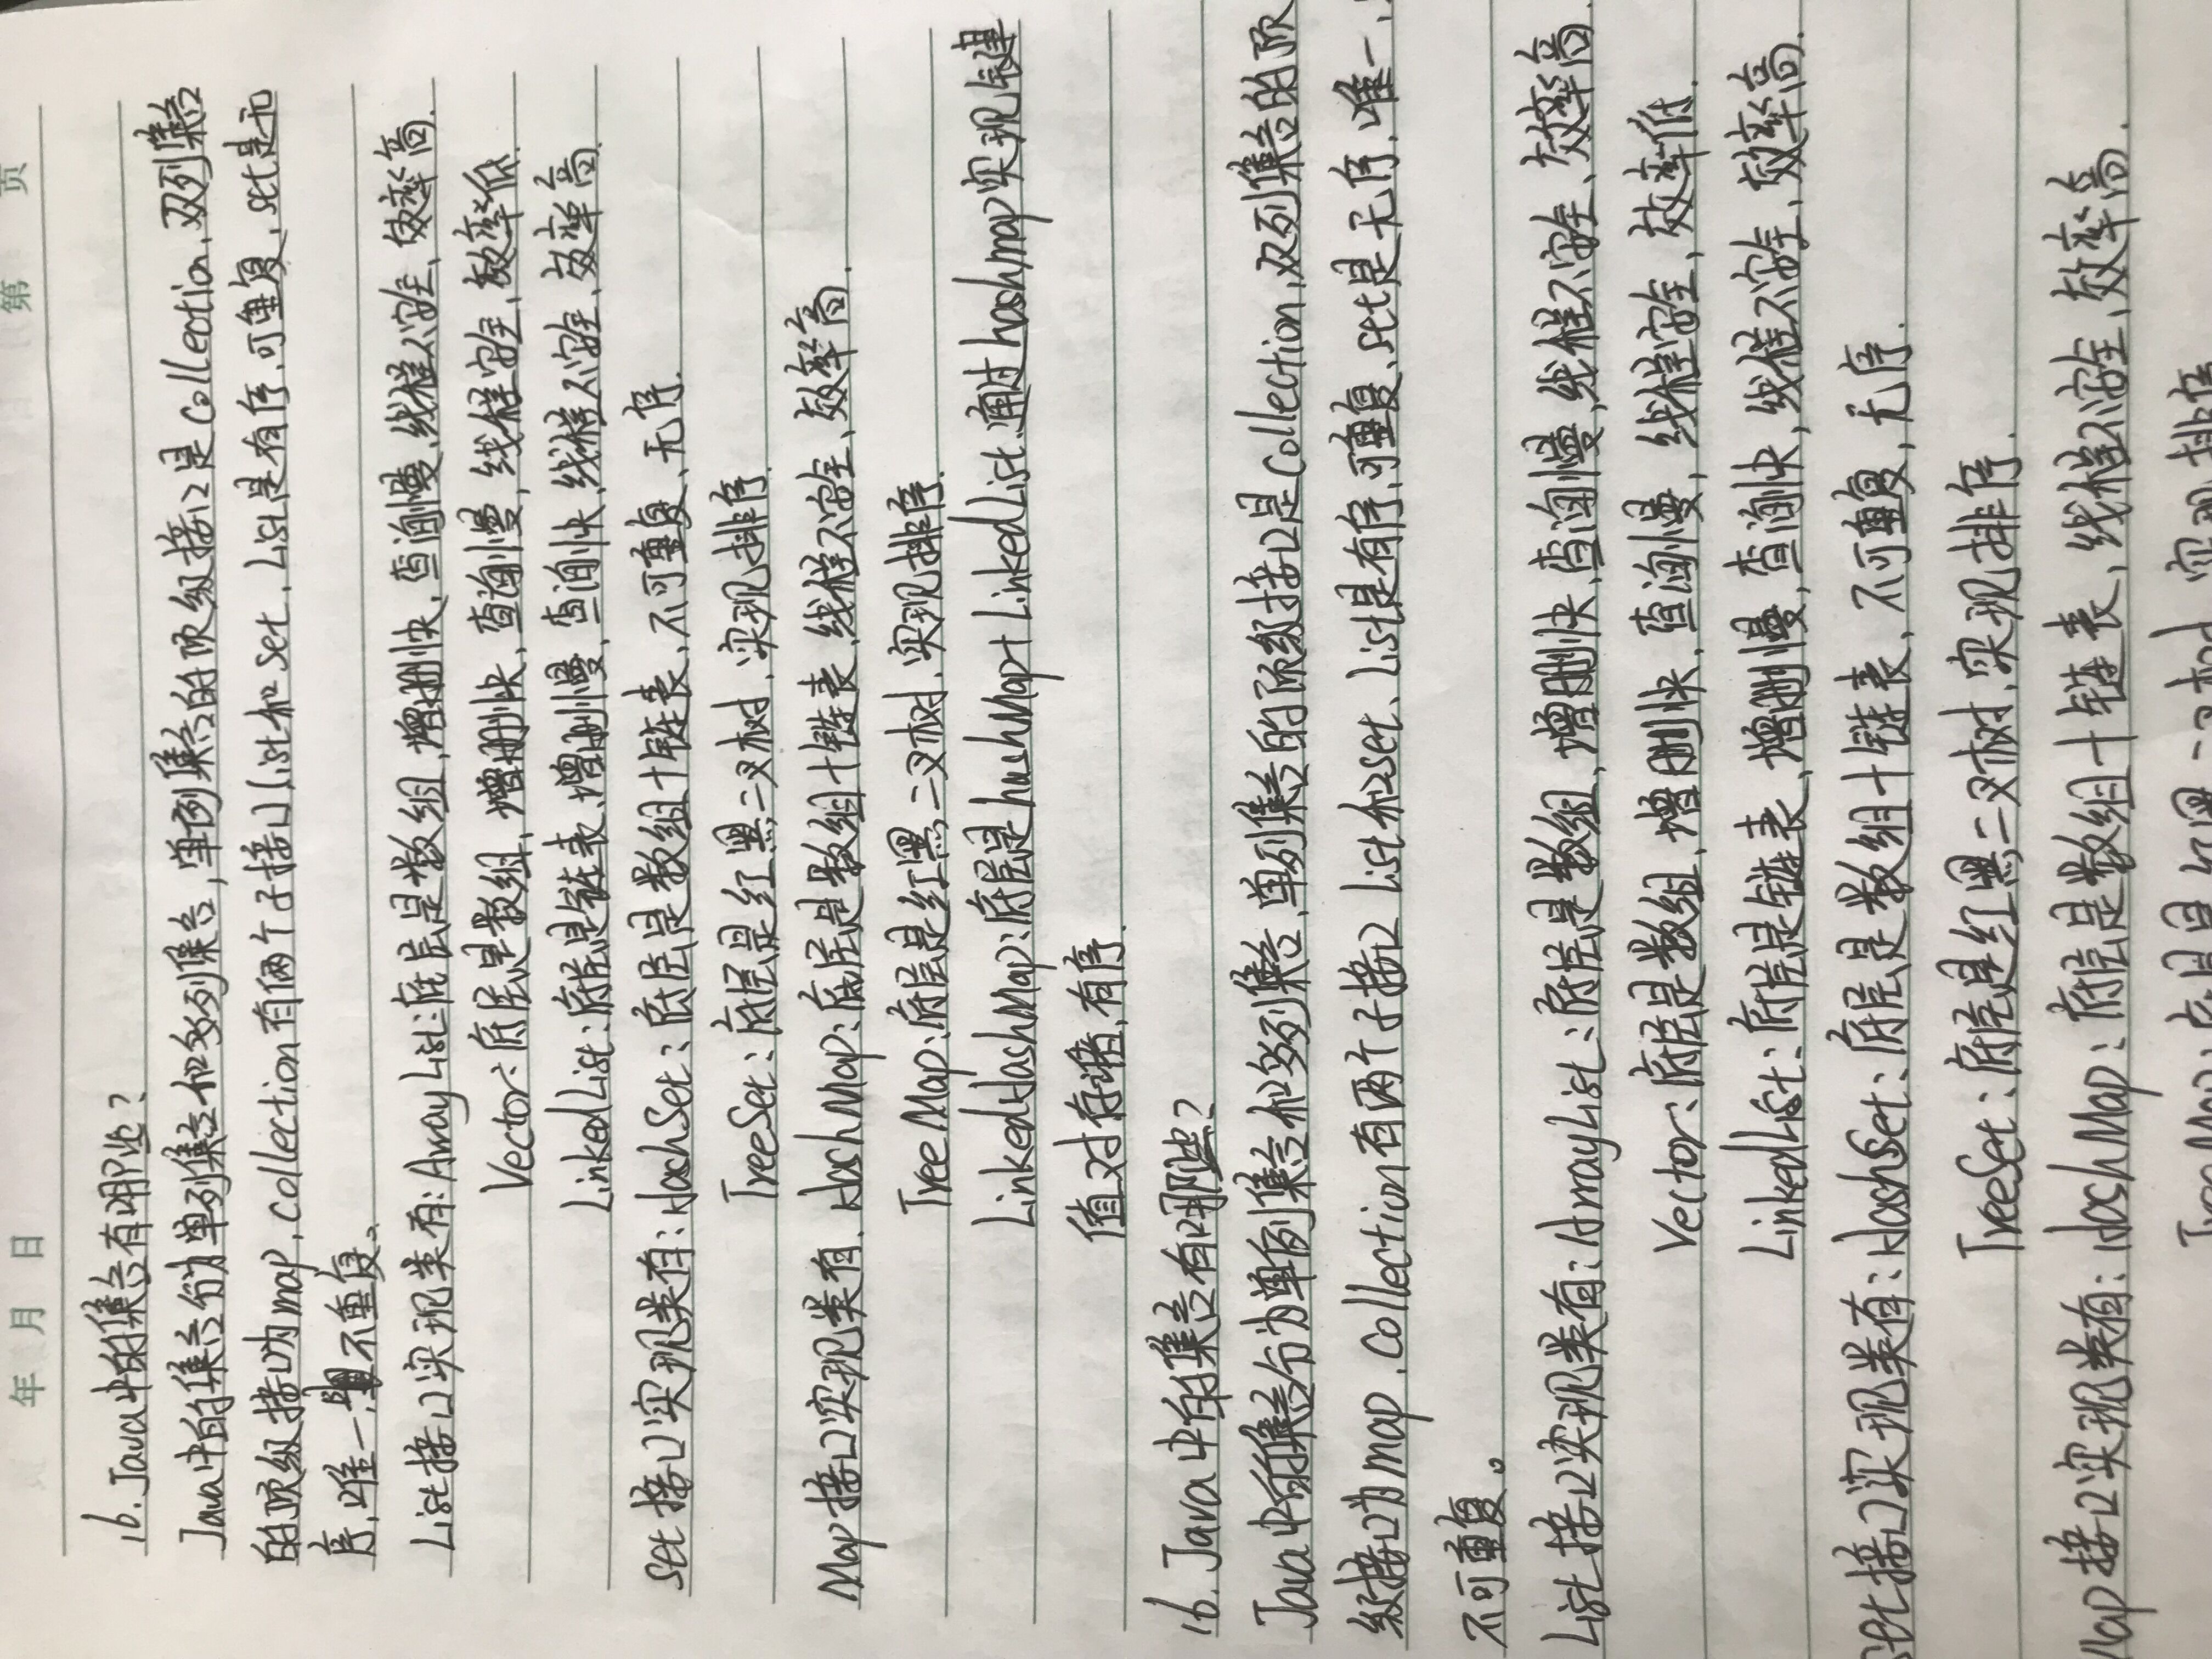 年 月 日 第 页
16. Java中的集合有哪些?
Java中的集合分为单列集合和多列集合,单例集合的顶级接口是collection,双列集合
的顶级接口为map,collection有俩个子接口list和set,List是有序,可重复,set是无
序,唯一,不重复。
List接口实现类有:ArrayList:底层是数组,增删快,查询慢,线程不安全、效率高.
Vector:底层是数组,增删快,查询慢,线程安全,效率低.
LinkedList:底层是链表、增删慢,查询快,线程不安全、效率高.
set接口实现类有:HashSet:底层是数组+链表,不可重复、无序.
TreeSet:底层是红黑二叉树,实现排序.
Map接口实现类有.HashMap:底层是数组+链表,线程不安全、效率高.
TreeMap:底层是红黑二叉树,实现排序.
LinkedHashMap:底层是hashMap+LinkedList,通过hashmap实现键
值对存储,有序.
16. Java中的集合有哪些?
Java中的集合分为单例集合和多列集合,单列集合的顶级接口是collection,双列集合的顶
级接口为map,collection有两个子接口 list和set、List是有序,可重复、set是无序,唯一,
不可重复。
List接口实现类有:ArrayList:底层是数组,增删快,查询慢,线程不安全、效率高.
Vector:底层是数组,增删快,查询慢,线程安全,效率低.
LinkedList:底层是链表,增删慢,查询快,线程不安全,效率高.
set接口实现类有:HashSet:底层是数组+链表,不可重复,无序.
TreeSet:底层是红黑二叉树,实现排序.
Map接口实现类有:HashMap:底层是数组+链表,线程不安全,效率高.
TreeMap:底层是红黑二叉树,实现排序